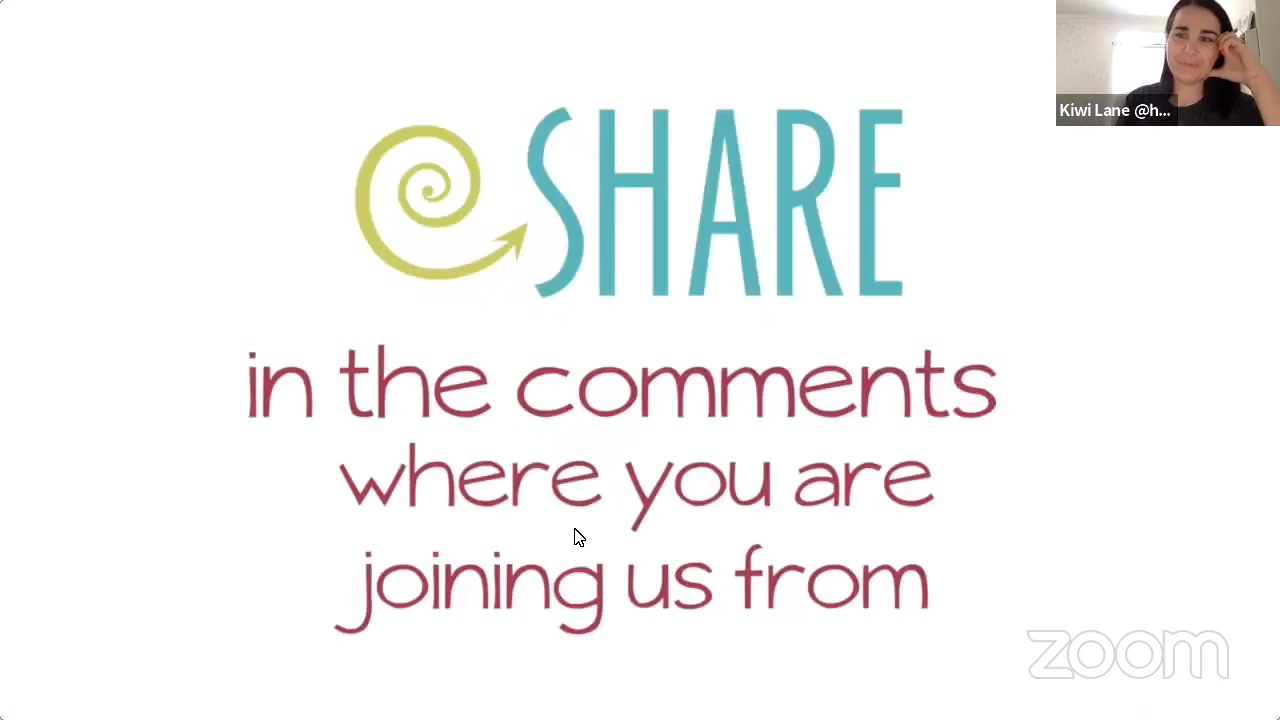 Kiwi Lane @h...
SHARE
in the comments
where you are
joining us from
zoom